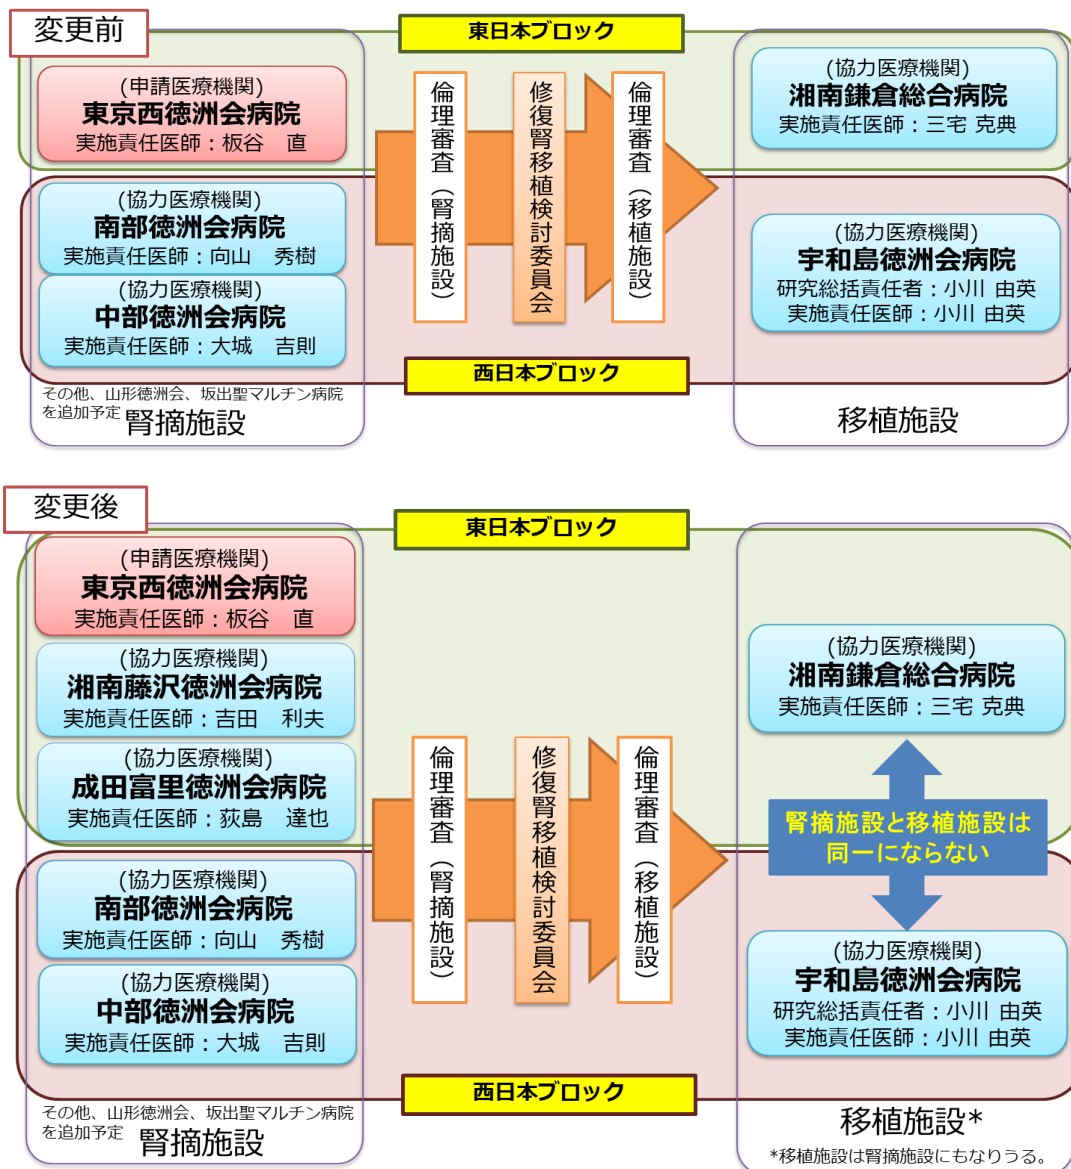 変更前
東日本ブロック
(申請医療機関)
東京西徳洲会病院
実施責任医師：板谷　直
(協力医療機関)
南部徳洲会病院
実施責任医師：向山　秀樹
(協力医療機関)
中部徳洲会病院
実施責任医師：大城　吉則
その他、山形徳洲会、坂出聖マルチン病院
を追加予定
腎摘施設
倫理審査（腎摘施設）
修復腎移植検討委員会
倫理審査（移植施設）
(協力医療機関)
湘南鎌倉総合病院
実施責任医師：三宅 克典
(協力医療機関)
宇和島徳洲会病院
研究総括責任者：小川 由英
実施責任医師：小川 由英
西日本ブロック
移植施設
変更後
東日本ブロック
(申請医療機関)
東京西徳洲会病院
実施責任医師：板谷　直
(協力医療機関)
湘南藤沢徳洲会病院
実施責任医師：吉田　利夫
(協力医療機関)
成田富里徳洲会病院
実施責任医師：荻島　達也
(協力医療機関)
南部徳洲会病院
実施責任医師：向山　秀樹
(協力医療機関)
中部徳洲会病院
実施責任医師：大城　吉則
その他、山形徳洲会、坂出聖マルチン病院
を追加予定
腎摘施設
倫理審査（腎摘施設）
修復腎移植検討委員会
倫理審査（移植施設）
(協力医療機関)
湘南鎌倉総合病院
実施責任医師：三宅 克典
腎摘施設と移植施設は
同一にならない
(協力医療機関)
宇和島徳洲会病院
研究総括責任者：小川 由英
実施責任医師：小川 由英
西日本ブロック
移植施設*
*移植施設は腎摘施設にもなりうる。